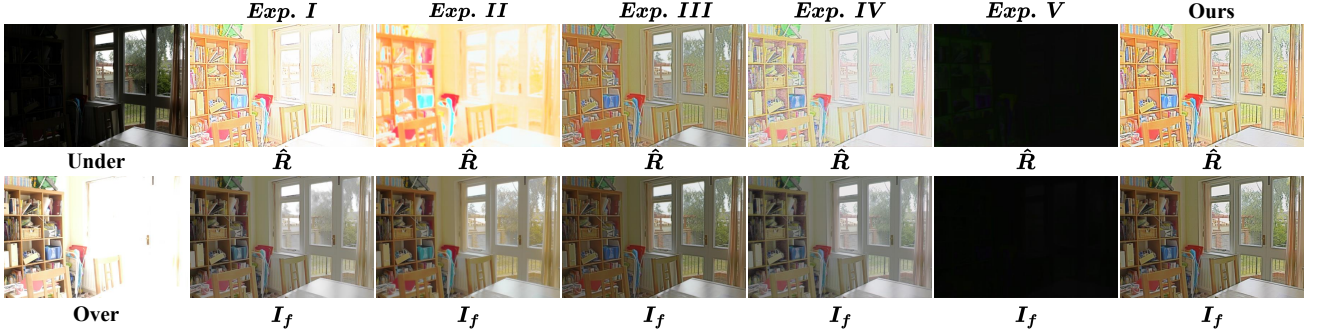 Exp. I Exp. II Exp. III Exp. IV Exp. V Ours
Under R̂ R̂ R̂ R̂ R̂ R̂
Over I_f I_f I_f I_f I_f I_f